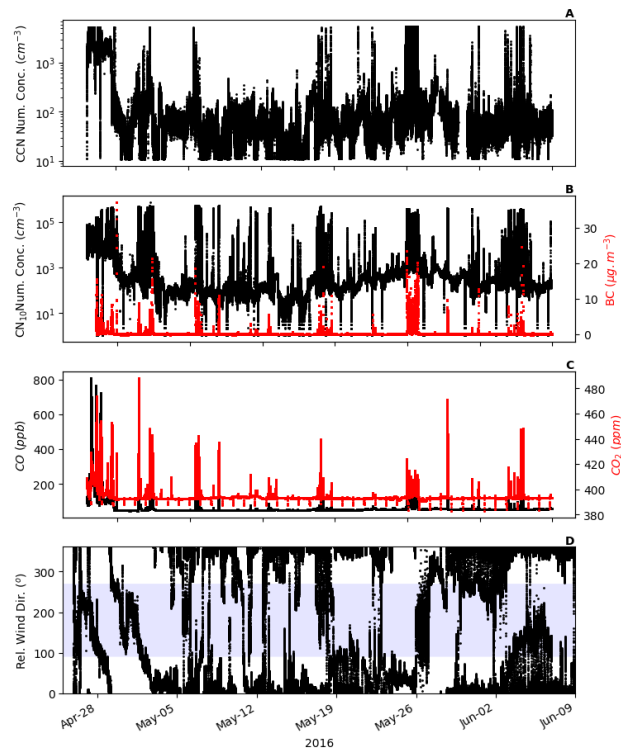 A
CCN Num. Conc. (cm⁻³)
10³
10²
10¹
B
CN₁₀Num. Conc. (cm⁻³)
10⁵
10³
10¹
30
20
10
0
BC (μg.m⁻³)
C
CO (ppb)
800
600
400
200
480
460
440
420
400
380
CO₂ (ppm)
D
Rel. Wind Dir. (°)
300
200
100
0
Apr-28
May-05
May-12
May-19
May-26
Jun-02
Jun-09
2016